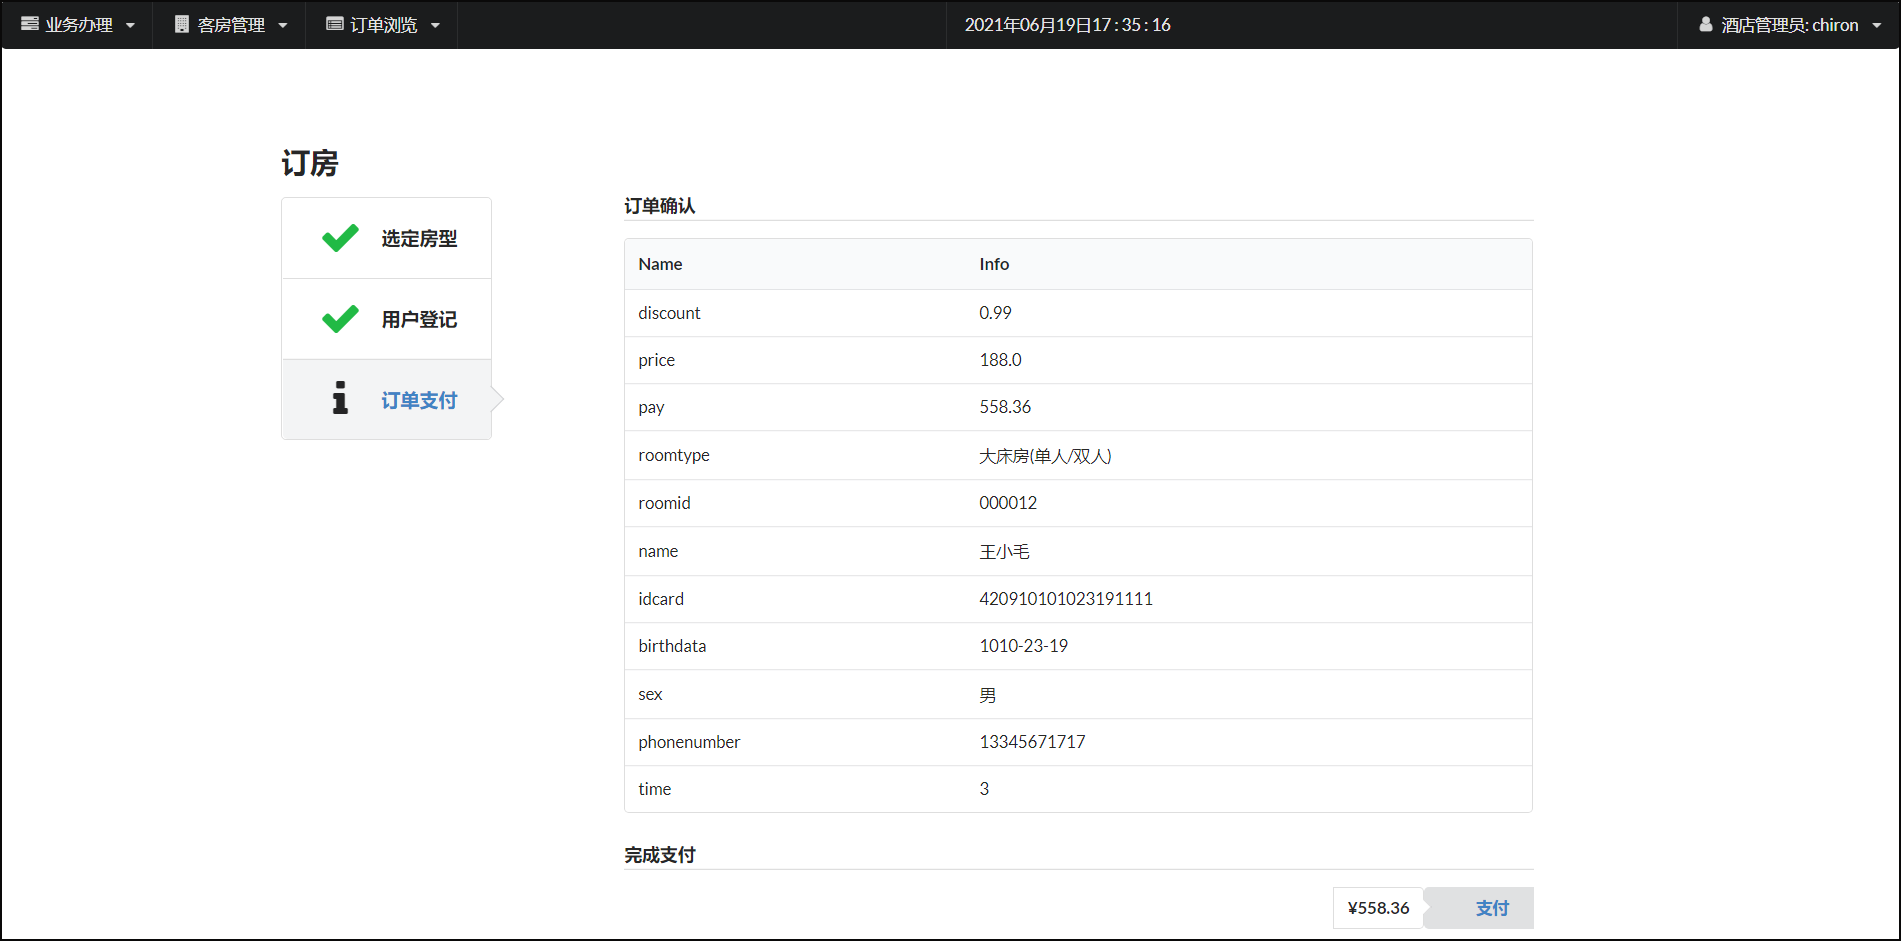 业务办理 客房管理 订单浏览 2021年06月19日17 : 35 : 16 酒店管理员: chiron
订房
选定房型
用户登记
订单支付
订单确认
Name Info
discount 0.99
price 188.0
pay 558.36
roomtype 大床房(单人/双人)
roomid 000012
name 王小毛
idcard 420910101023191111
birthdata 1010-23-19
sex 男
phonenumber 13345671717
time 3
完成支付
¥558.36 支付